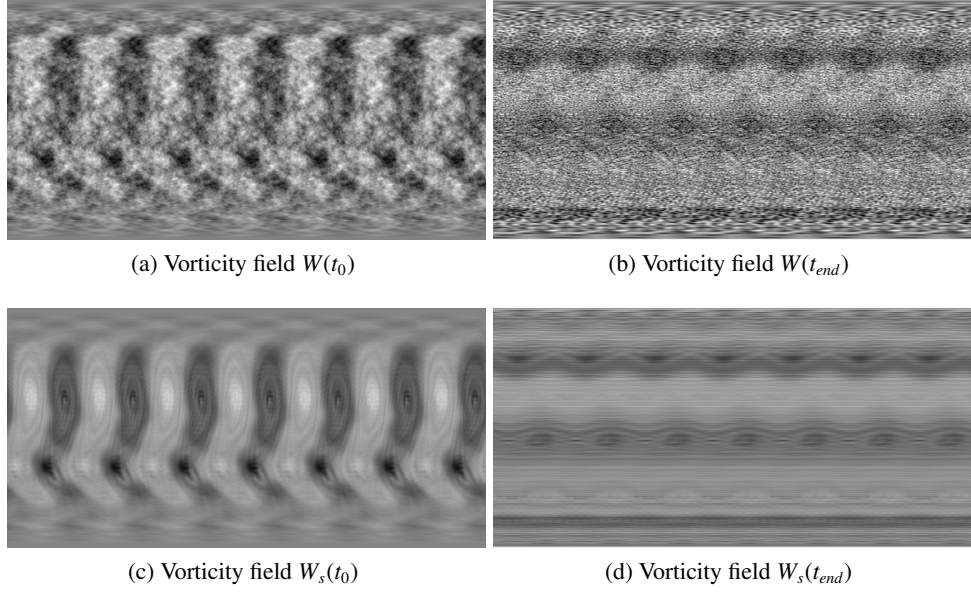 (a) Vorticity field W(t₀)
(b) Vorticity field W(tₑₙd)
(c) Vorticity field Wₛ(t₀)
(d) Vorticity field Wₛ(tₑₙd)